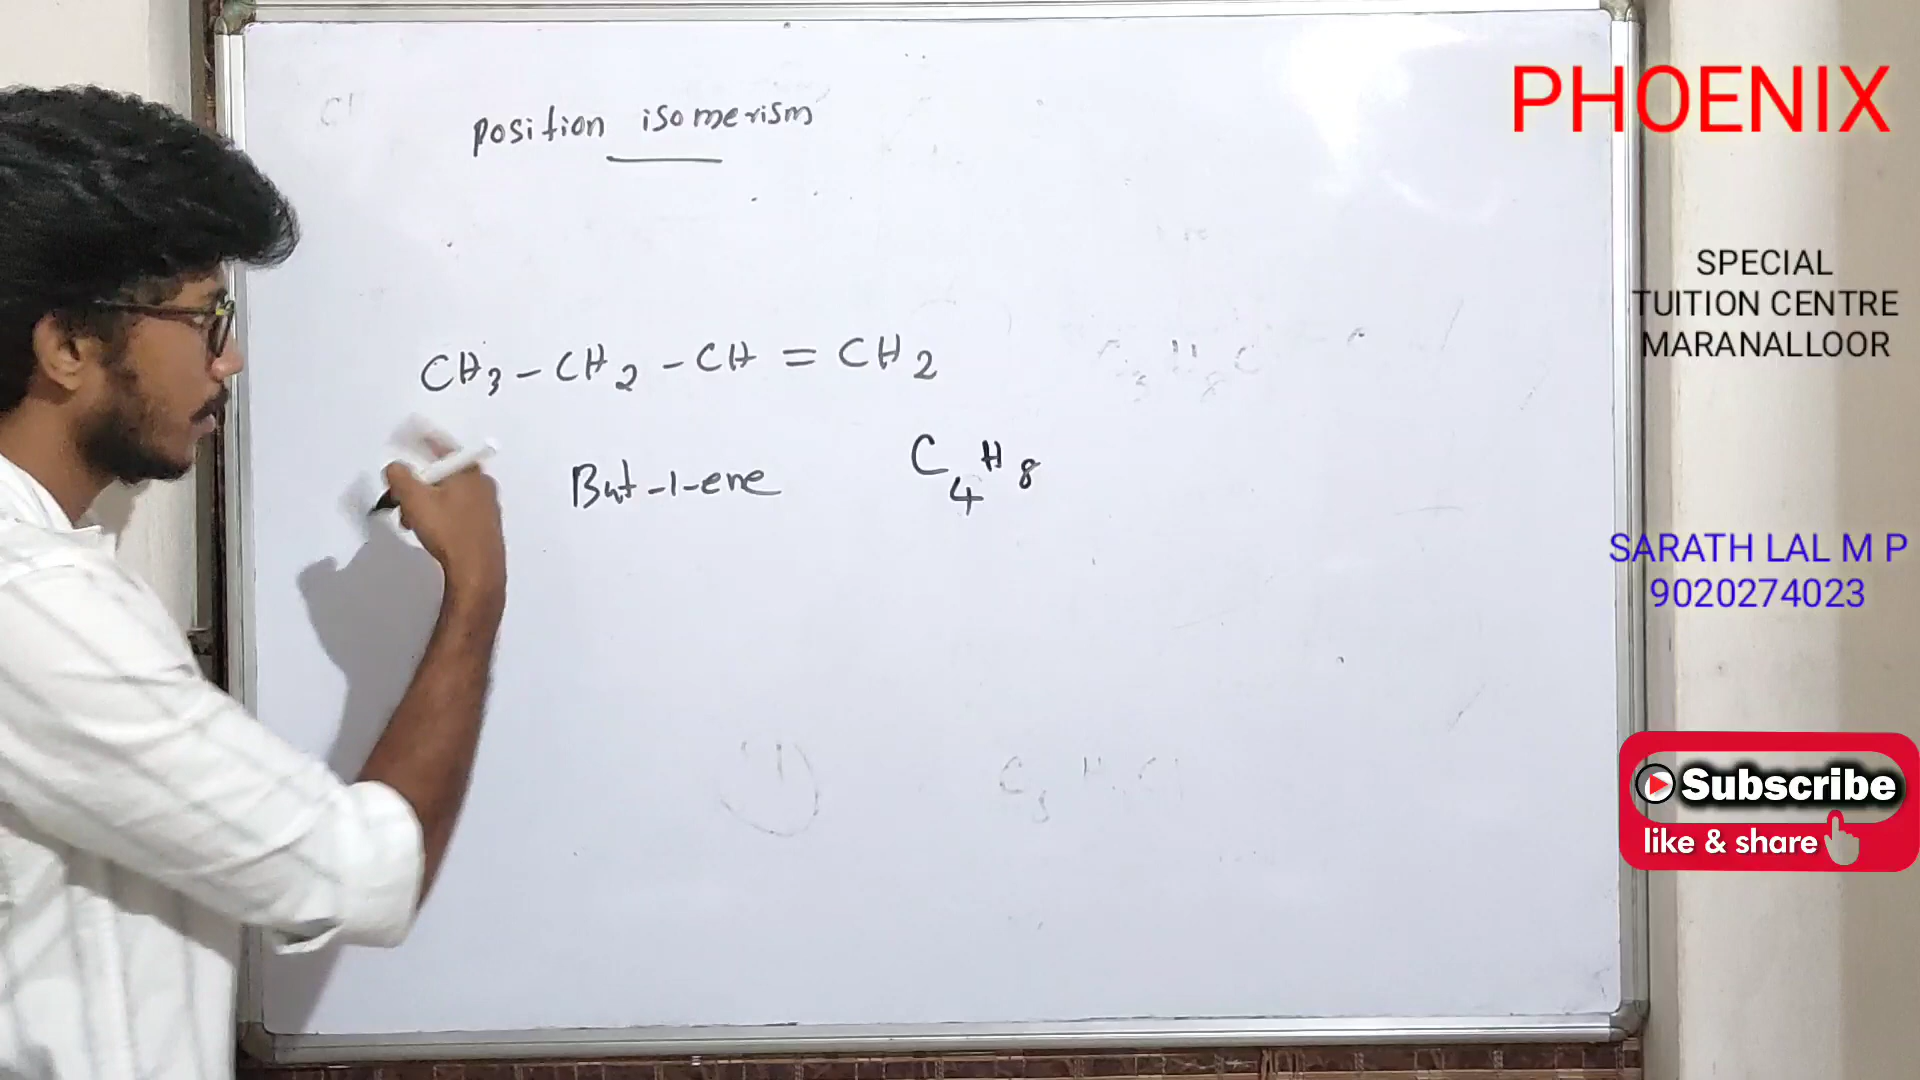 position isomerism
CH3-CH2-CH=CH2
But-1-ene
C4H8
PHOENIX
SPECIAL
TUITION CENTRE
MARANALLOOR
SARATH LAL M P
9020274023
Subscribe
like & share